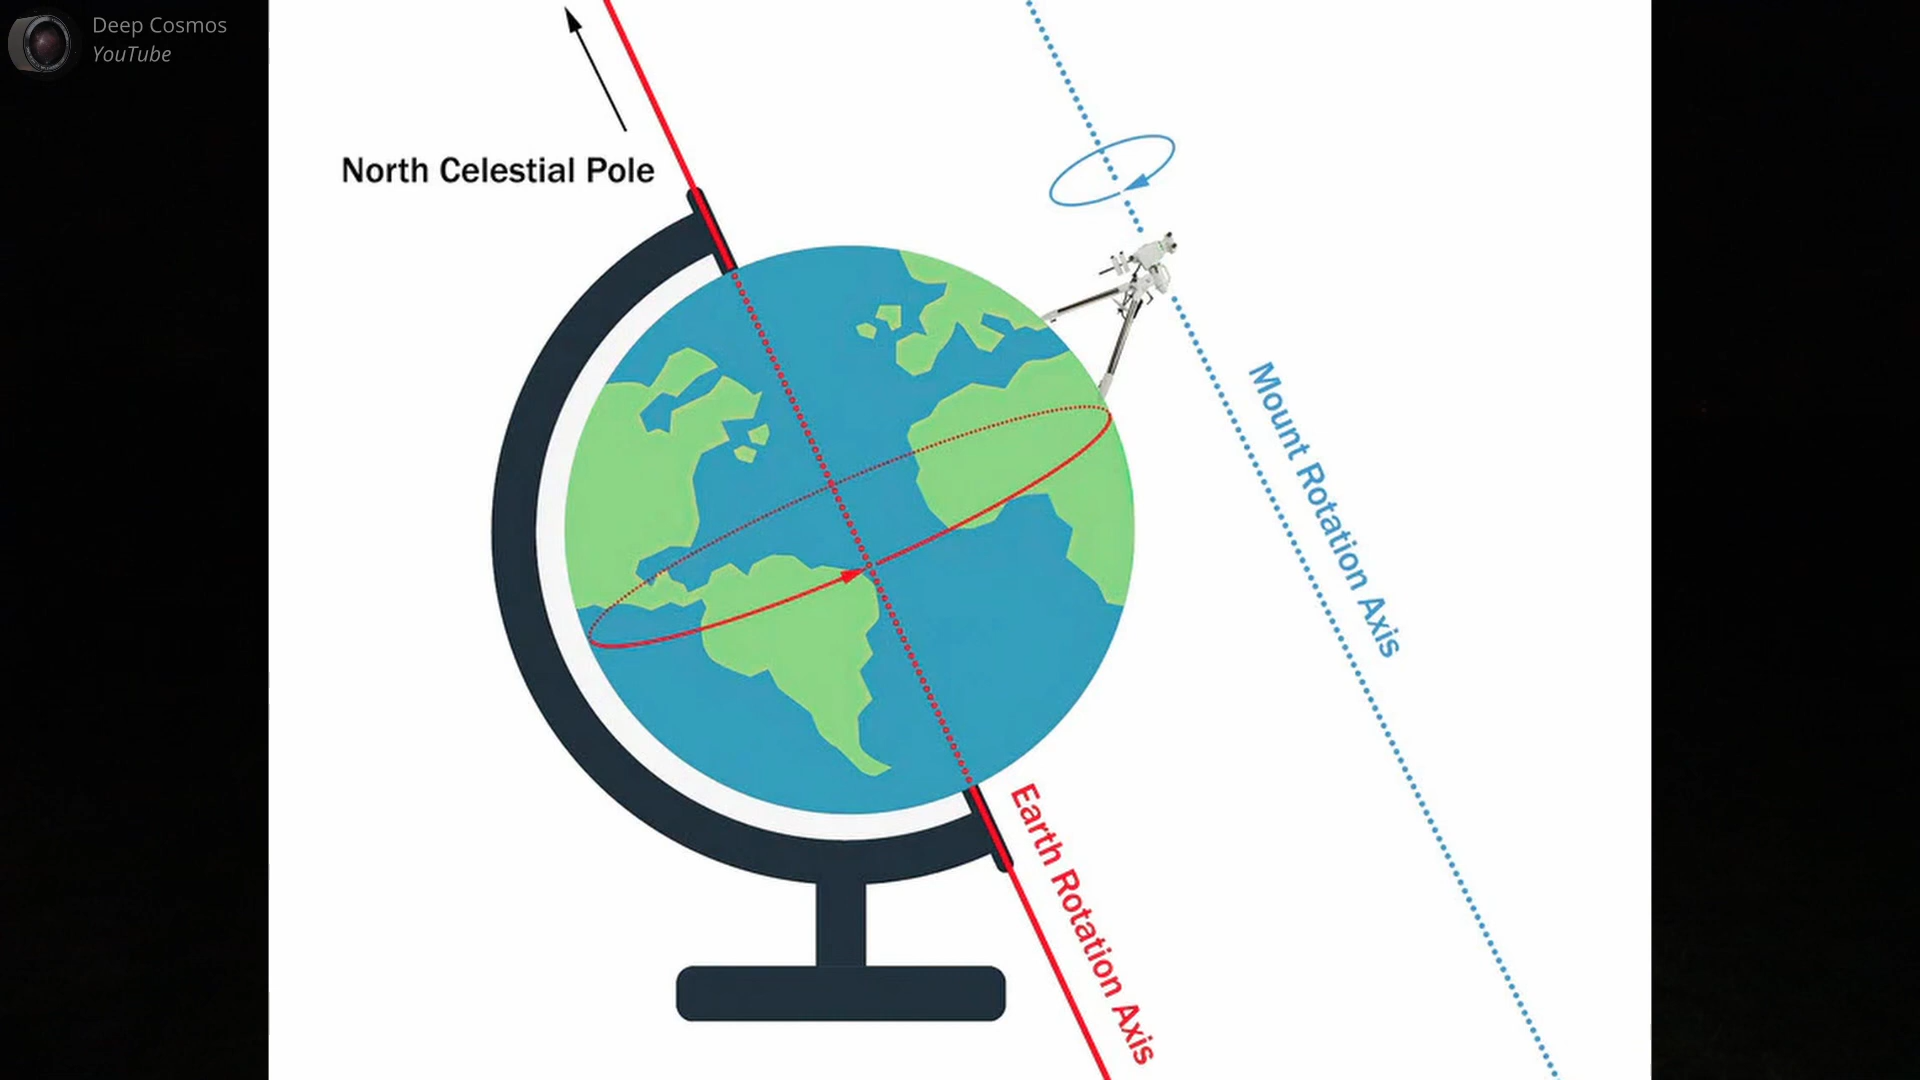 Deep Cosmos
YouTube
North Celestial Pole
Mount Rotation Axis
Earth Rotation Axis